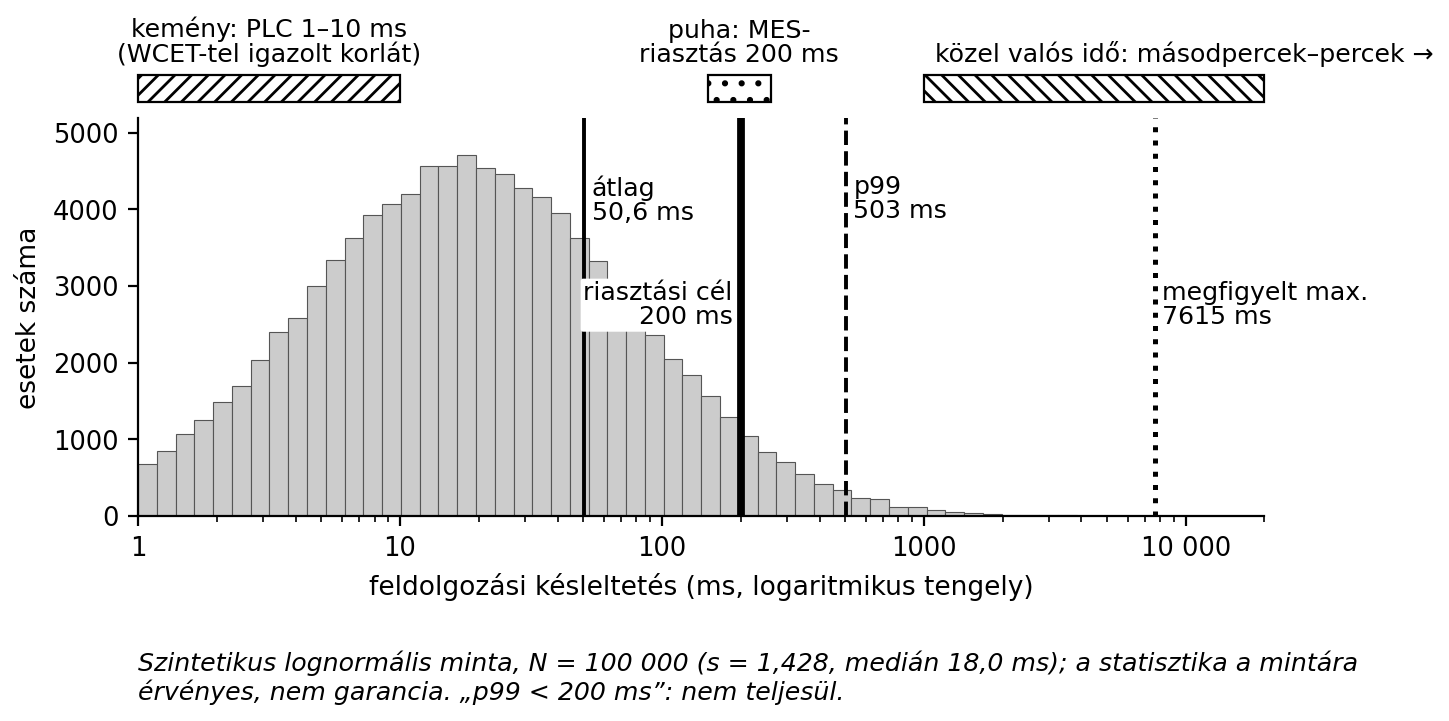 kemény: PLC 1–10 ms
(WCET-tel igazolt korlát)
puha: MES-
riasztás 200 ms
közel valós idő: másodpercek–percek →
5000
4000
3000
2000
1000
0
esetek száma
átlag
50,6 ms
riasztási cél
200 ms
p99
503 ms
megfigyelt max.
7615 ms
1
10
100
1000
10 000
feldolgozási késleltetés (ms, logaritmikus tengely)
Szintetikus lognormális minta, N = 100 000 (s = 1,428, medián 18,0 ms); a statisztika a mintára
érvényes, nem garancia. „p99 < 200 ms”: nem teljesül.